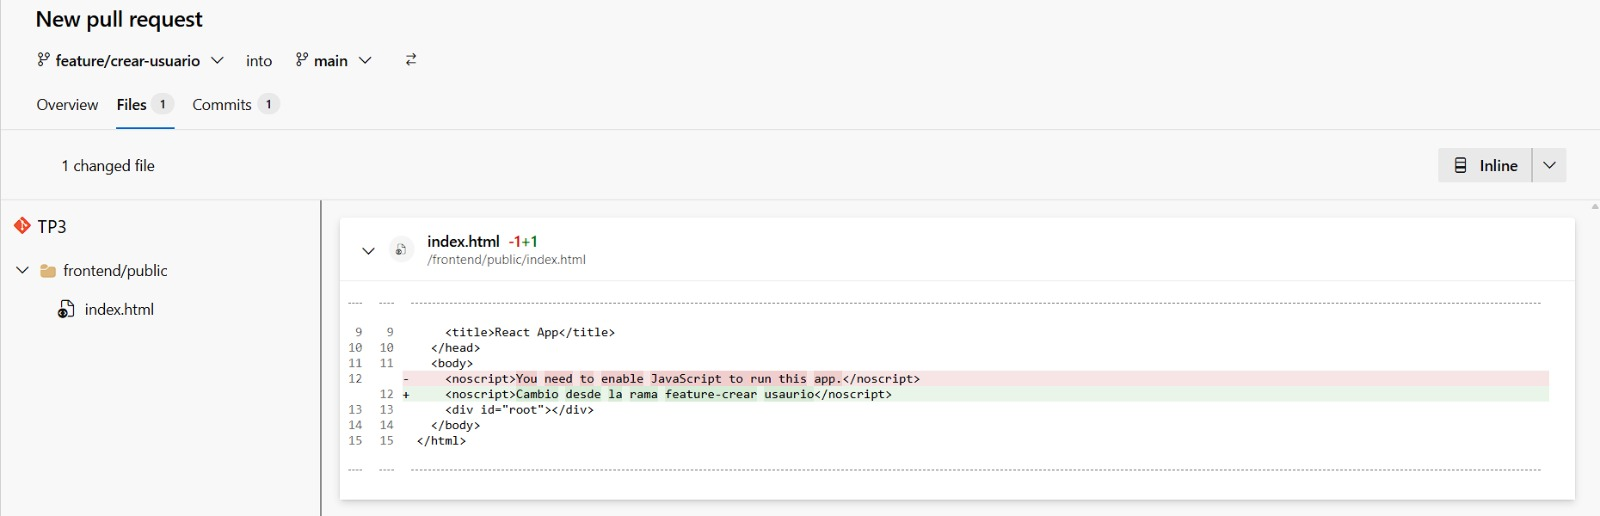 New pull request
feature/crear-usuario into main
Overview Files 1 Commits 1
1 changed file
Inline
TP3
frontend/public
index.html
index.html -1+1
/frontend/public/index.html
9 9 <title>React App</title>
10 10 </head>
11 11 <body>
12 - <noscript>You need to enable JavaScript to run this app.</noscript>
12 + <noscript>Cambio desde la rama feature-crear usaurio</noscript>
13 13 <div id="root"></div>
14 14 </body>
15 15 </html>